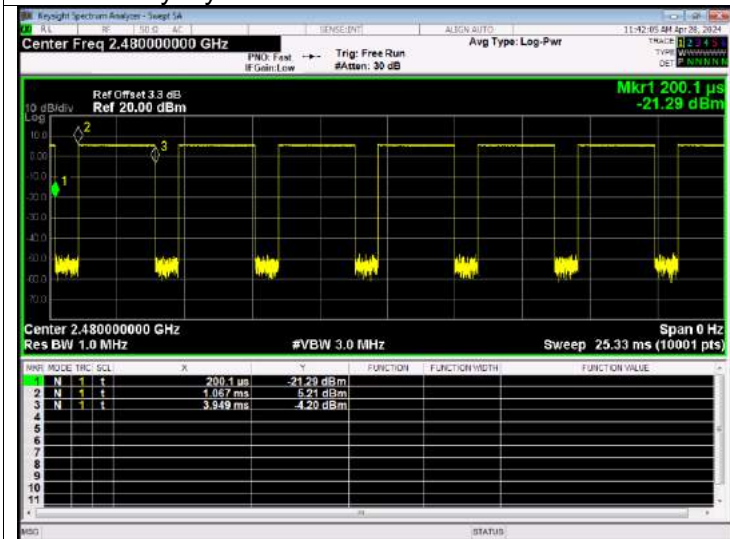 Keysight Spectrum Analyzer - Swept SA
RL RF 50 Ω AC SENSE:INT ALIGN AUTO 11:42:05 AM Apr 28, 2024
Center Freq 2.480000000 GHz
Avg Type: Log-Pwr
TRACE 1 2 3 4 5 6
PNO: Fast Trig: Free Run
TYPE
IFGain:Low #Atten: 30 dB
DET P N N N N N
Mkr1 200.1 µs
-21.29 dBm
Ref Offset 3.3 dB
10 dB/div Ref 20.00 dBm
Log
10.0
0.00
-10.0
-20.0
-30.0
-40.0
1
2
3
Center 2.480000000 GHz Span 0 Hz
Res BW 1.0 MHz #VBW 3.0 MHz Sweep 25.33 ms (10001 pts)
MKR MODE TRC SCL X Y FUNCTION FUNCTION WIDTH FUNCTION VALUE
1 N 1 t 200.1 µs -21.29 dBm
2 N 1 t 1.067 ms 5.21 dBm
3 N 1 t 3.949 ms -4.20 dBm
4
5
6
7
8
9
10
11
MSG STATUS